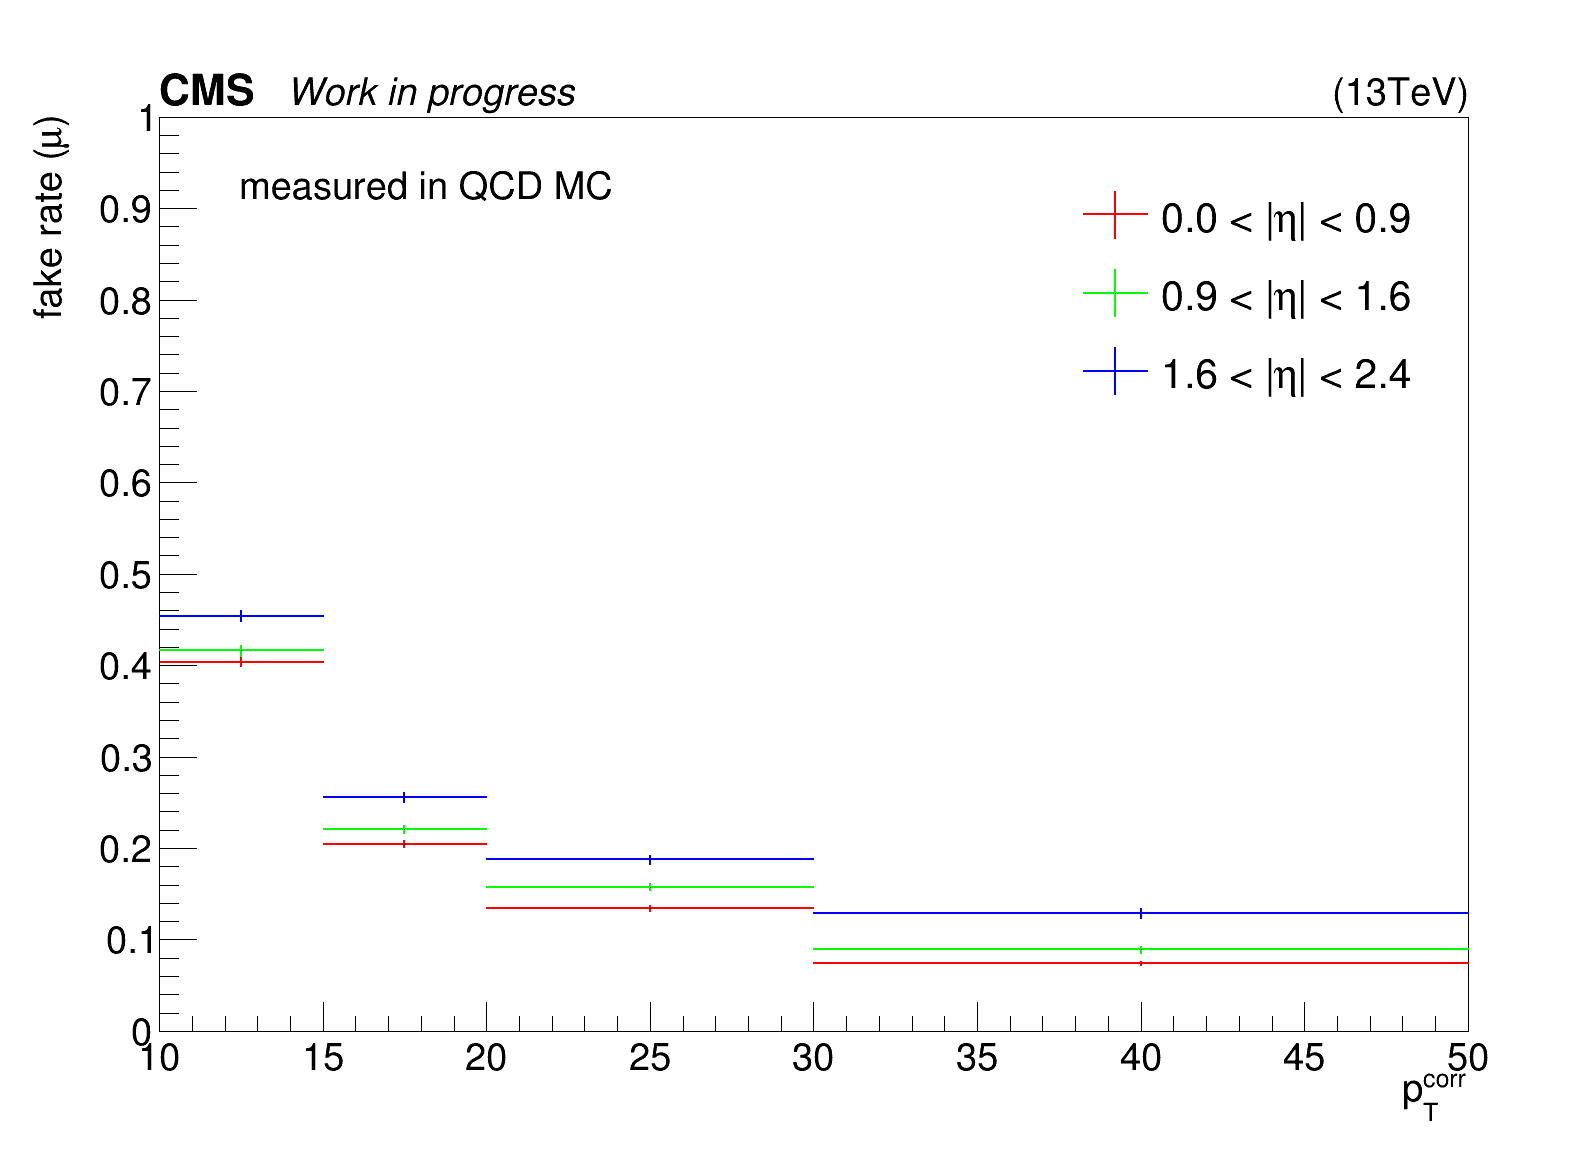 CMS Work in progress (13TeV)
fake rate (μ)
measured in QCD MC
0.0 < |η| < 0.9
0.9 < |η| < 1.6
1.6 < |η| < 2.4
1
0.9
0.8
0.7
0.6
0.5
0.4
0.3
0.2
0.1
0
10 15 20 25 30 35 40 45 50
p_T^corr